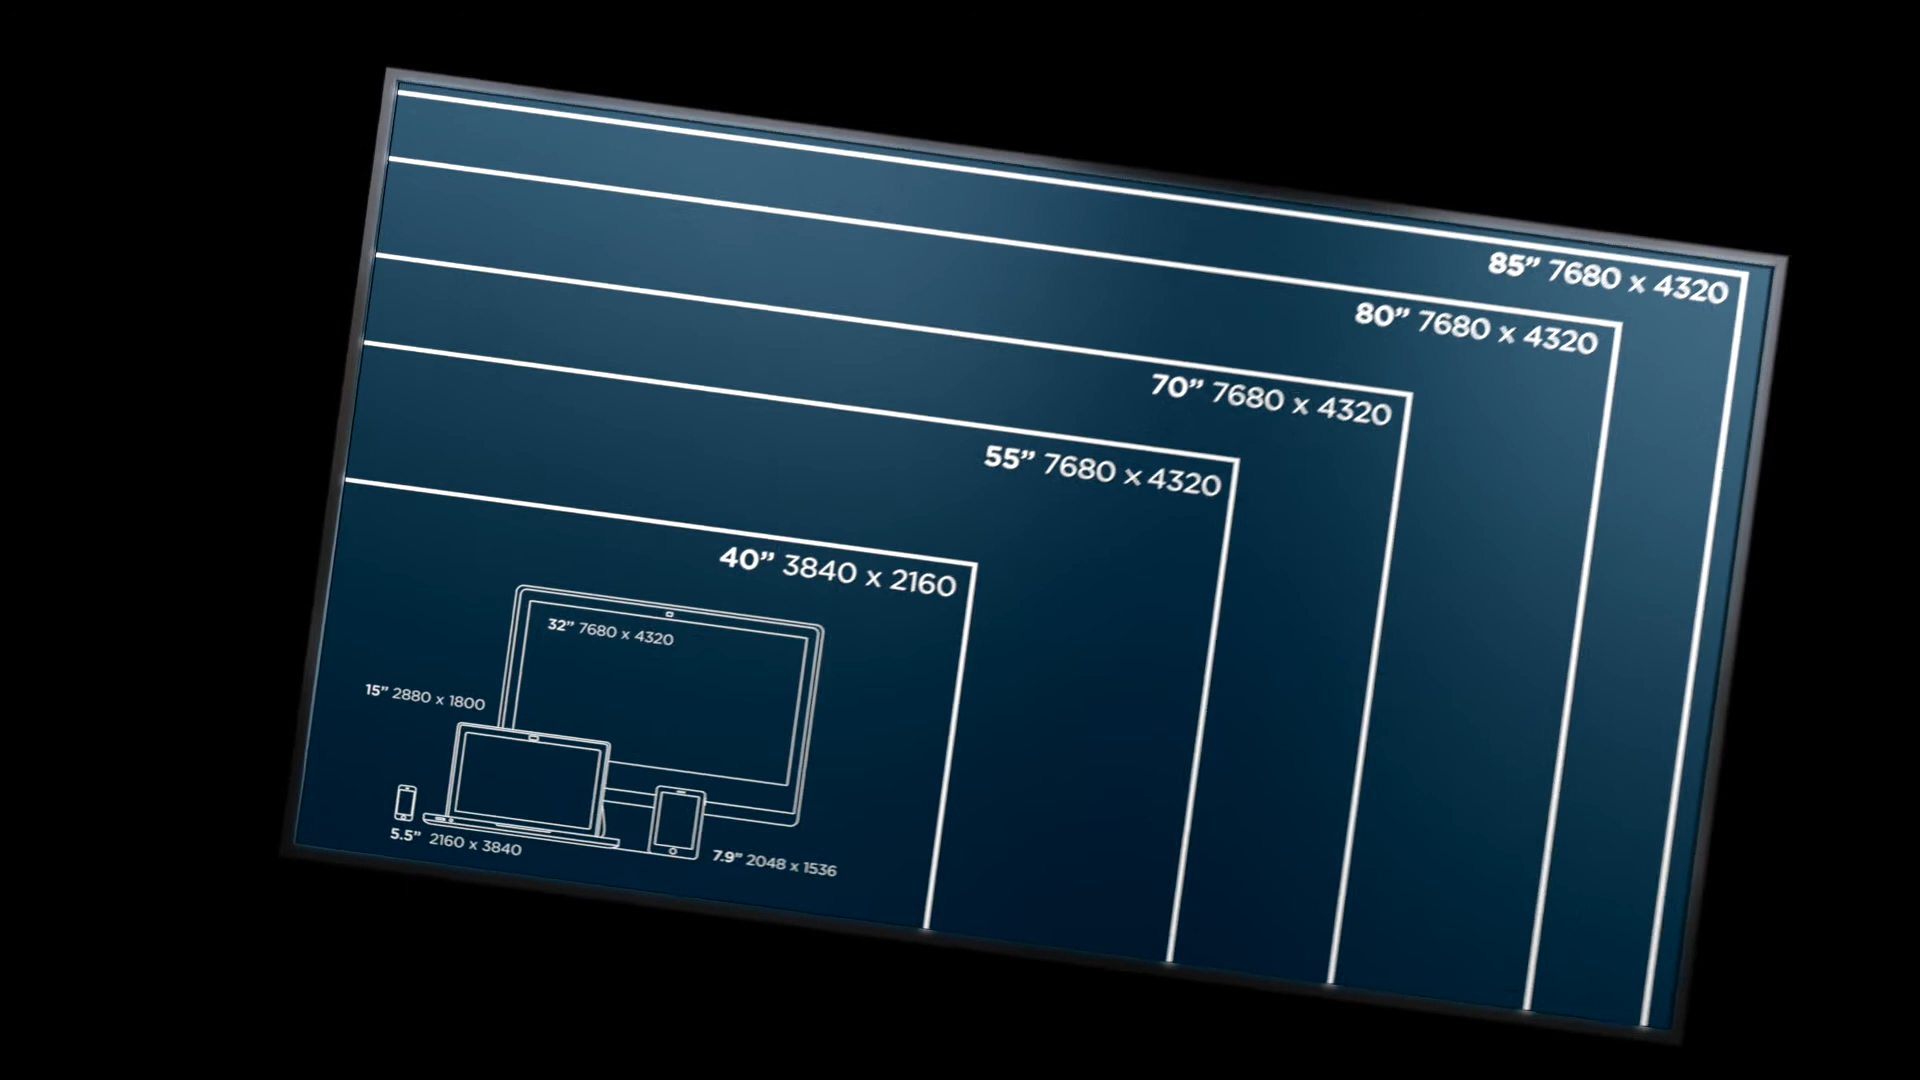 85” 7680 x 4320
80” 7680 x 4320
70” 7680 x 4320
55” 7680 x 4320
40” 3840 x 2160
32” 7680 x 4320
15” 2880 x 1800
5.5” 2160 x 3840
7.9” 2048 x 1536